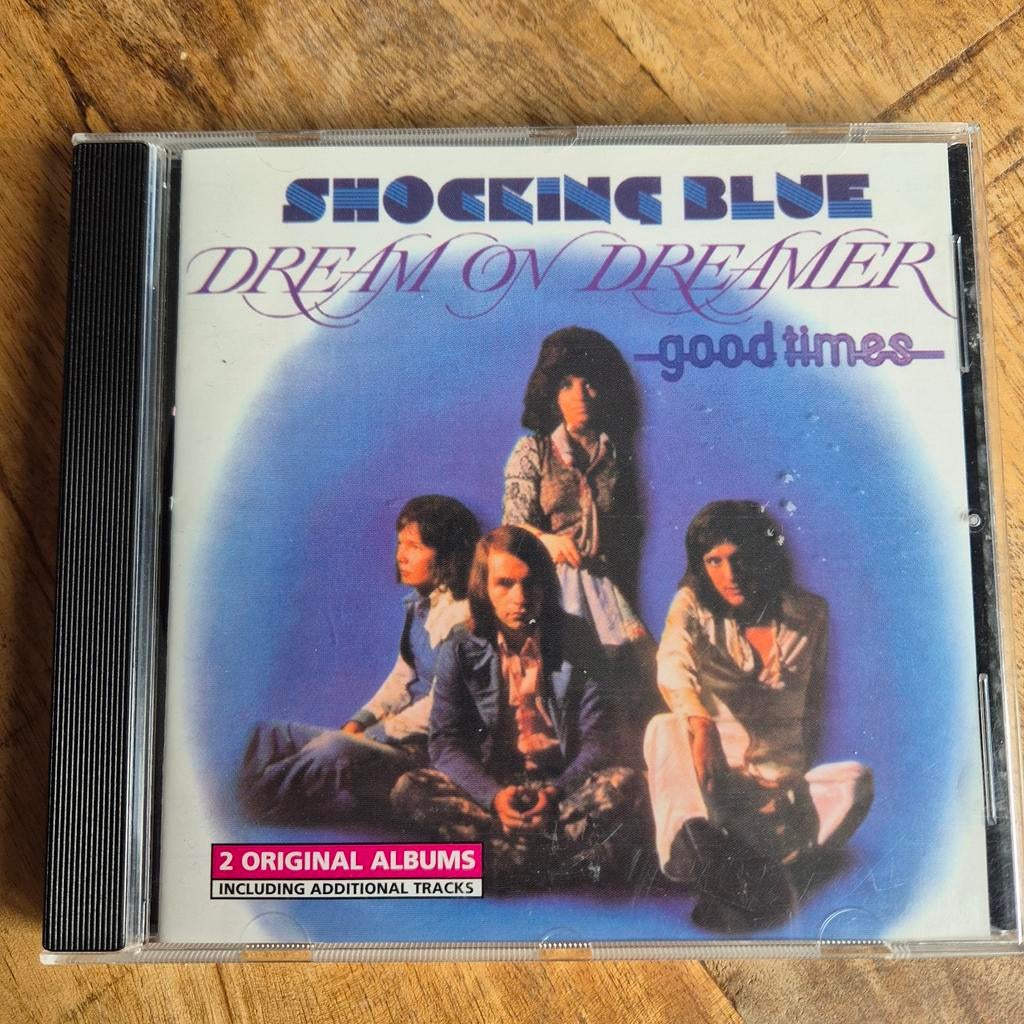 SHOCKING BLUE
DREAM ON DREAMER
good times
2 ORIGINAL ALBUMS
INCLUDING ADDITIONAL TRACKS